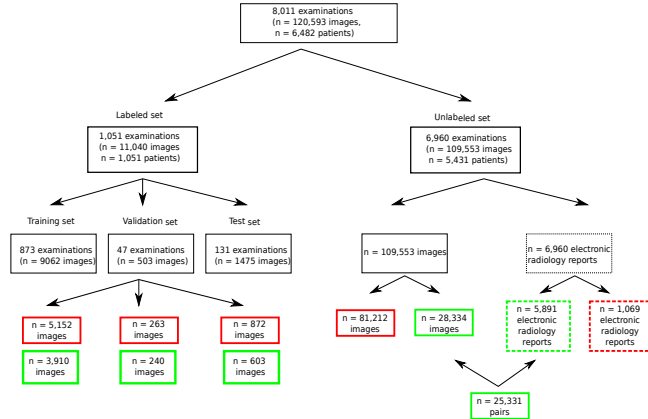 8,011 examinations
(n = 120,593 images,
n = 6,482 patients)
Labeled set
Unlabeled set
1,051 examinations
(n = 11,040 images
n = 1,051 patients)
6,960 examinations
(n = 109,553 images
n = 5,431 patients)
Training set
Validation set
Test set
873 examinations
(n = 9062 images)
47 examinations
(n = 503 images)
131 examinations
(n = 1475 images)
n = 109,553 images
n = 6,960 electronic
radiology reports
n = 5,152
images
n = 263
images
n = 872
images
n = 3,910
images
n = 240
images
n = 603
images
n = 81,212
images
n = 28,334
images
n = 5,891
electronic
radiology
reports
n = 1,069
electronic
radiology
reports
n = 25,331
pairs